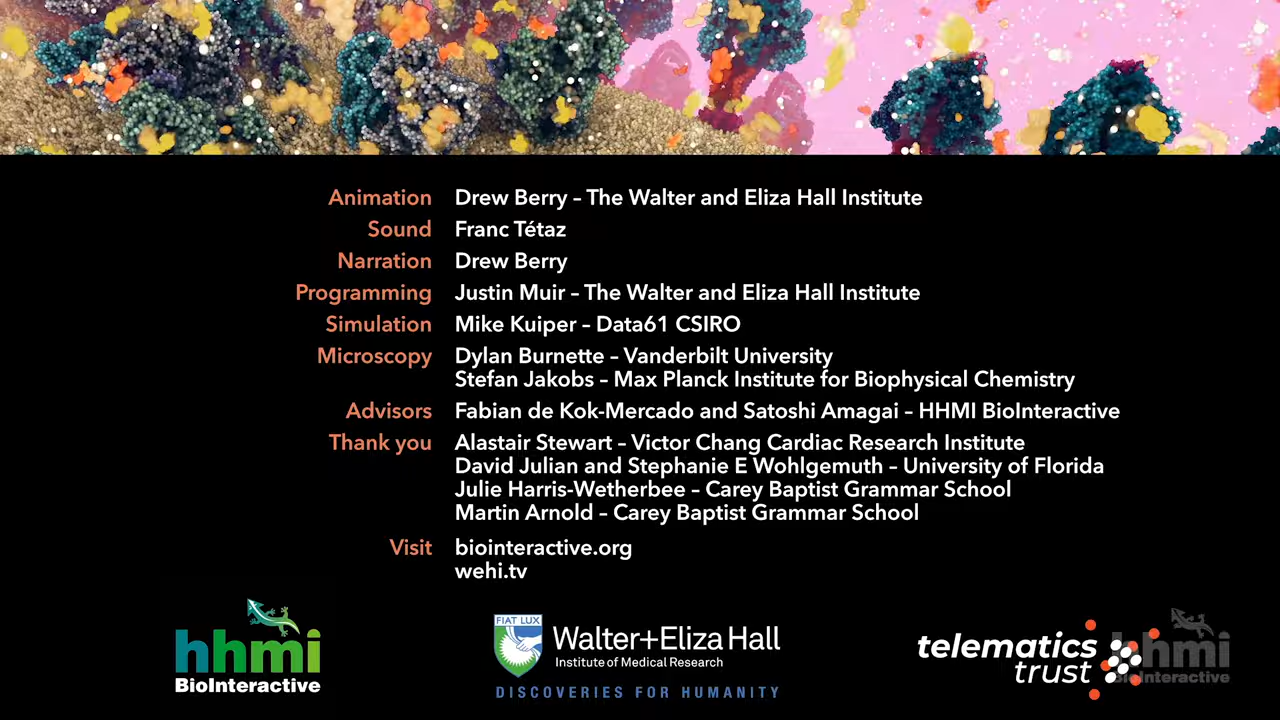 Animation Drew Berry – The Walter and Eliza Hall Institute
Sound Franc Tétaz
Narration Drew Berry
Programming Justin Muir – The Walter and Eliza Hall Institute
Simulation Mike Kuiper – Data61 CSIRO
Microscopy Dylan Burnette – Vanderbilt University
Stefan Jakobs – Max Planck Institute for Biophysical Chemistry
Advisors Fabian de Kok-Mercado and Satoshi Amagai – HHMI BioInteractive
Thank you Alastair Stewart – Victor Chang Cardiac Research Institute
David Julian and Stephanie E Wohlgemuth – University of Florida
Julie Harris-Wetherbee – Carey Baptist Grammar School
Martin Arnold – Carey Baptist Grammar School
Visit biointeractive.org
wehi.tv
hhmi
BioInteractive
FIAT LUX
Walter+Eliza Hall
Institute of Medical Research
DISCOVERIES FOR HUMANITY
telematics
trust
hhmi
BioInteractive